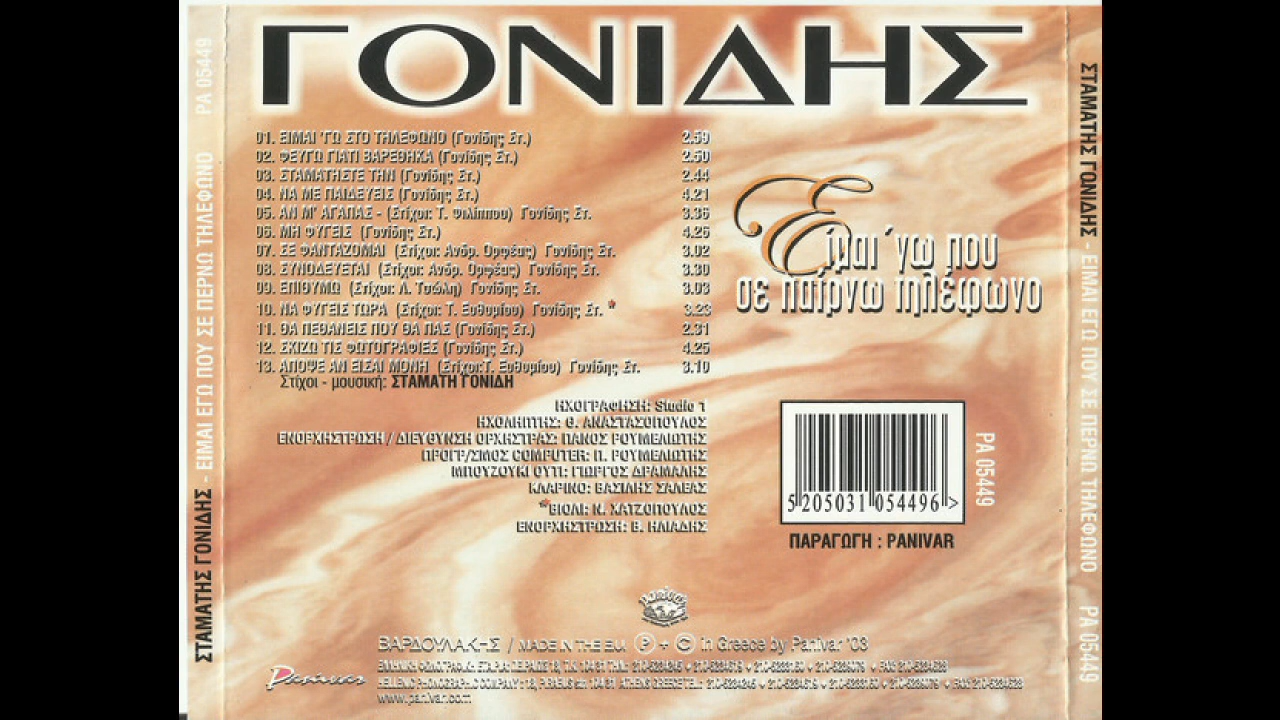 ΓΟΝΙΔΗΣ
01. ΕΙΜΑΙ 'ΓΩ ΣΤΟ ΤΗΛΕΦΩΝΟ (Γονίδης Στ.) 2.59
02. ΦΕΥΓΩ ΓΙΑΤΙ ΒΑΡΕΘΗΚΑ (Γονίδης Στ.) 2.50
03. ΣΤΑΜΑΤΗΣΤΕ ΤΗΝ (Γονίδης Στ.) 2.44
04. ΝΑ ΜΕ ΠΑΙΔΕΥΕΙΣ (Γονίδης Στ.) 4.21
05. ΑΝ Μ' ΑΓΑΠΑΣ - (Στίχοι: Τ. Φιλίππου) Γονίδης Στ. 3.36
06. ΜΗ ΦΥΓΕΙΣ (Γονίδης Στ.) 4.26
07. ΣΕ ΦΑΝΤΑΖΟΜΑΙ (Στίχοι: Ανδρ. Ορφέας) Γονίδης Στ. 3.02
08. ΣΥΝΟΔΕΥΕΤΑΙ (Στίχοι: Ανδρ. Ορφέας) Γονίδης Στ. 3.30
09. ΕΠΙΘΥΜΩ (Στίχοι: Λ. Τσώλη) Γονίδης Στ. 3.03
10. ΝΑ ΦΥΓΕΙΣ ΤΩΡΑ (Στίχοι: Τ. Ευθυμίου) Γονίδης Στ. * 3.23
11. ΘΑ ΠΕΘΑΝΕΙΣ ΠΟΥ ΘΑ ΠΑΣ (Γονίδης Στ.) 2.31
12. ΣΚΙΖΩ ΤΙΣ ΦΩΤΟΓΡΑΦΙΕΣ (Γονίδης Στ.) 4.25
13. ΑΠΟΨΕ ΑΝ ΕΙΣΑΙ ΜΟΝΗ (Στίχοι:Τ. Ευθυμίου) Γονίδης Στ. 3.10
Στίχοι - μουσική: ΣΤΑΜΑΤΗ ΓΟΝΙΔΗ
Είμαι 'γω που
σε παίρνω τηλέφωνο
ΗΧΟΓΡΑΦΗΣΗ: Studio 1
ΗΧΟΛΗΠΤΗΣ: Θ. ΑΝΑΣΤΑΣΟΠΟΥΛΟΣ
ΕΝΟΡΧΗΣΤΡΩΣΗ / ΔΙΕΥΘΥΝΣΗ ΟΡΧΗΣΤΡΑΣ: ΠΑΝΟΣ ΡΟΥΜΕΛΙΩΤΗΣ
ΠΡΟΓΡ/ΣΜΟΣ COMPUTER: Π. ΡΟΥΜΕΛΙΩΤΗΣ
ΜΠΟΥΖΟΥΚΙ ΟΥΤΙ: ΓΙΩΡΓΟΣ ΔΡΑΜΑΛΗΣ
ΚΛΑΡΙΝΟ: ΒΑΣΙΛΗΣ ΣΑΛΕΑΣ
*ΒΙΟΛΙ: Ν. ΧΑΤΖΟΠΟΥΛΟΣ
ΕΝΟΡΧΗΣΤΡΩΣΗ: Β. ΗΛΙΑΔΗΣ
5 205031 054496 >
PA 05449
ΠΑΡΑΓΩΓΗ : PANIVAR
ΒΑΡΔΟΥΛΑΚΗΣ / MADE IN THE E.U. Ⓟ + Ⓒ in Greece by Panivar '03
Panivar
www.panivar.com
ΣΤΑΜΑΤΗΣ ΓΟΝΙΔΗΣ - ΕΙΜΑΙ ΕΓΩ ΠΟΥ ΣΕ ΠΕΡΝΩ ΤΗΛΕΦΩΝΟ PA 05449
ΣΤΑΜΑΤΗΣ ΓΟΝΙΔΗΣ - ΕΙΜΑΙ ΕΓΩ ΠΟΥ ΣΕ ΠΕΡΝΩ ΤΗΛΕΦΩΝΟ PA 05449